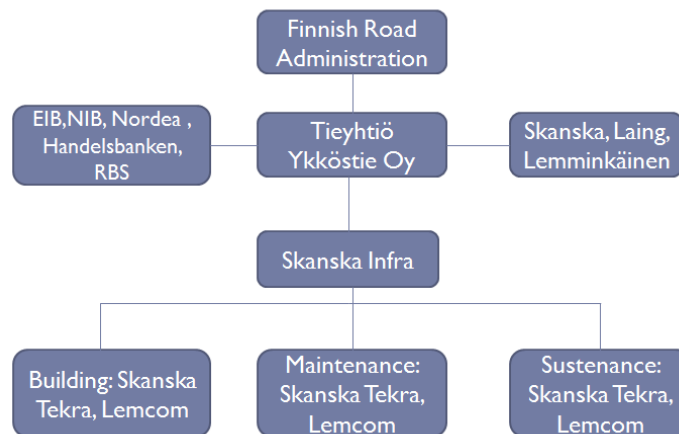 Finnish Road
Administration
EIB,NIB, Nordea ,
Handelsbanken,
RBS
Tieyhtiö
Ykköstie Oy
Skanska, Laing,
Lemminkäinen
Skanska Infra
Building: Skanska
Tekra, Lemcom
Maintenance:
Skanska Tekra,
Lemcom
Sustenance:
Skanska Tekra,
Lemcom